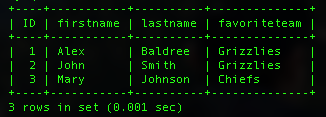 +----+-----------+----------+--------------+
| ID | firstname | lastname | favoriteteam |
+----+-----------+----------+--------------+
| 1 | Alex | Baldree | Grizzlies |
| 2 | John | Smith | Grizzlies |
| 3 | Mary | Johnson | Chiefs |
+----+-----------+----------+--------------+
3 rows in set (0.001 sec)